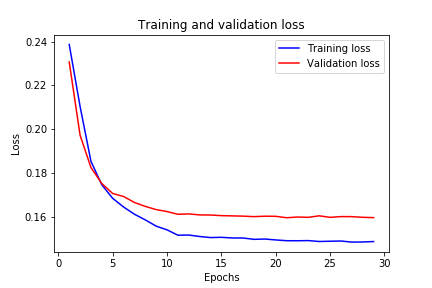 Training and validation loss
Training loss
Validation loss
0.24
0.22
0.20
0.18
0.16
Loss
0 5 10 15 20 25 30
Epochs